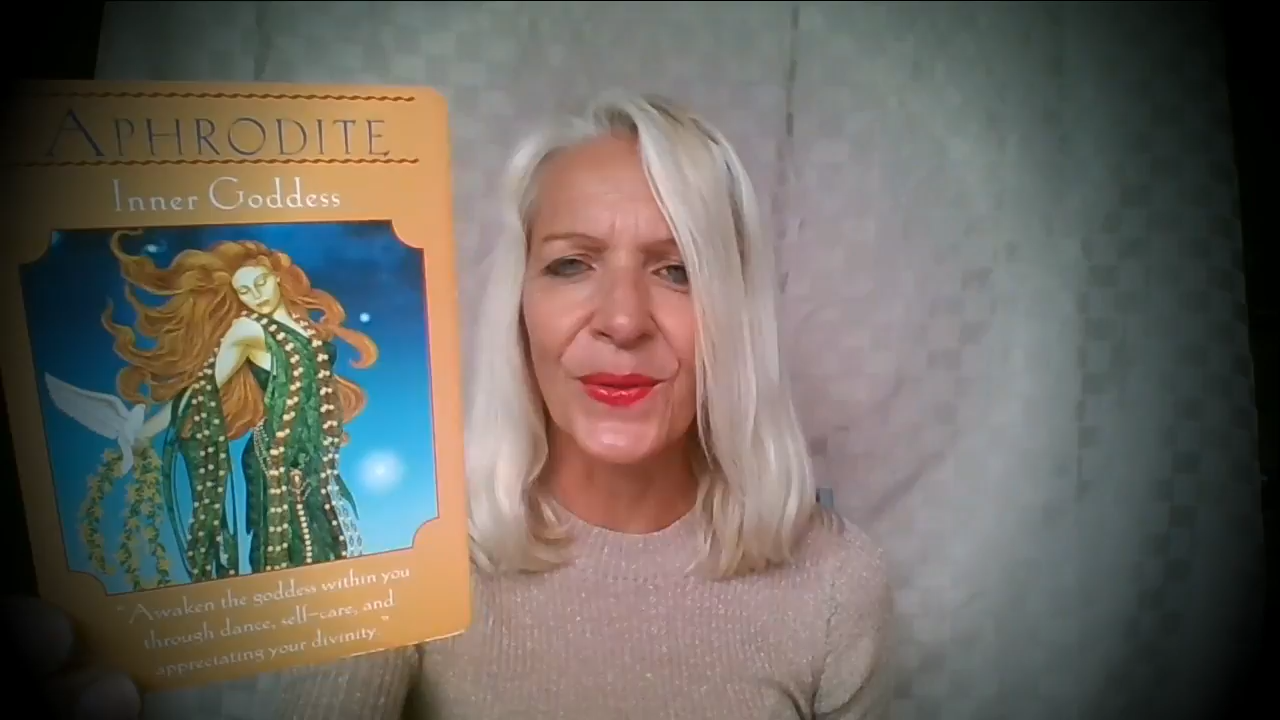 APHRODITE
Inner Goddess
"Awaken the goddess within you
through dance, self-care, and
appreciating your divinity."